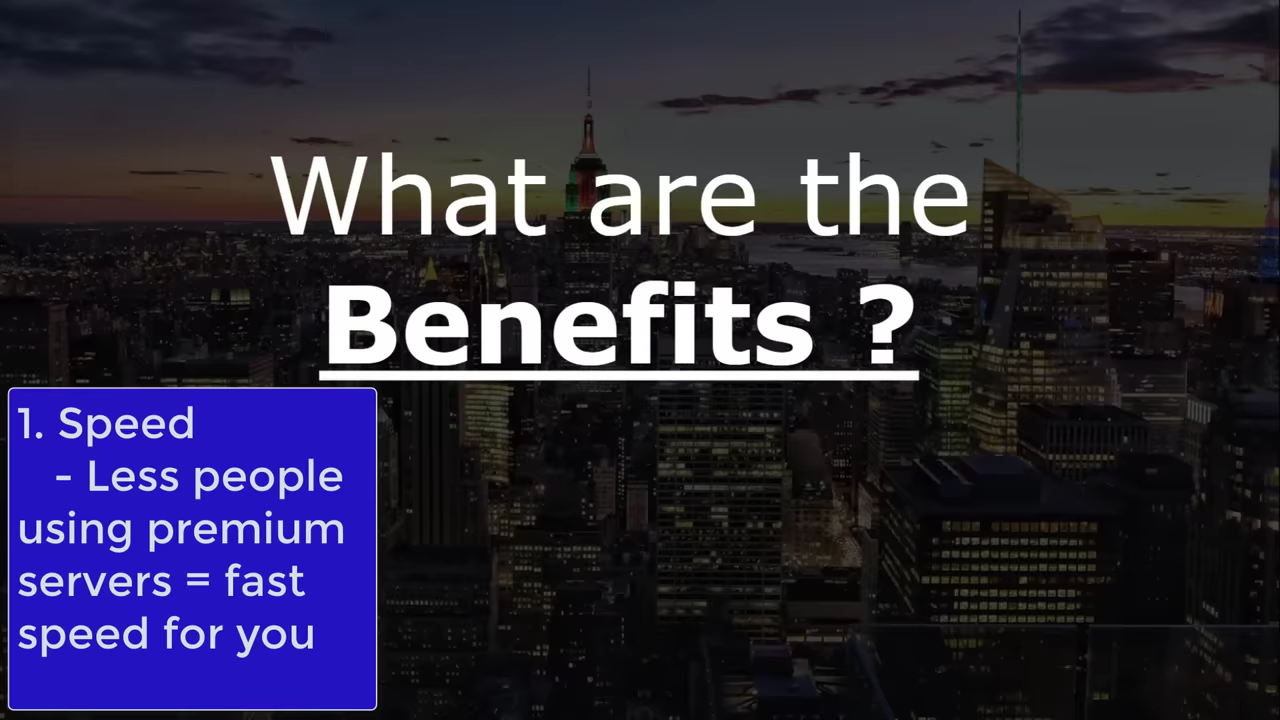 What are the
Benefits ?
1. Speed
- Less people
using premium
servers = fast
speed for you